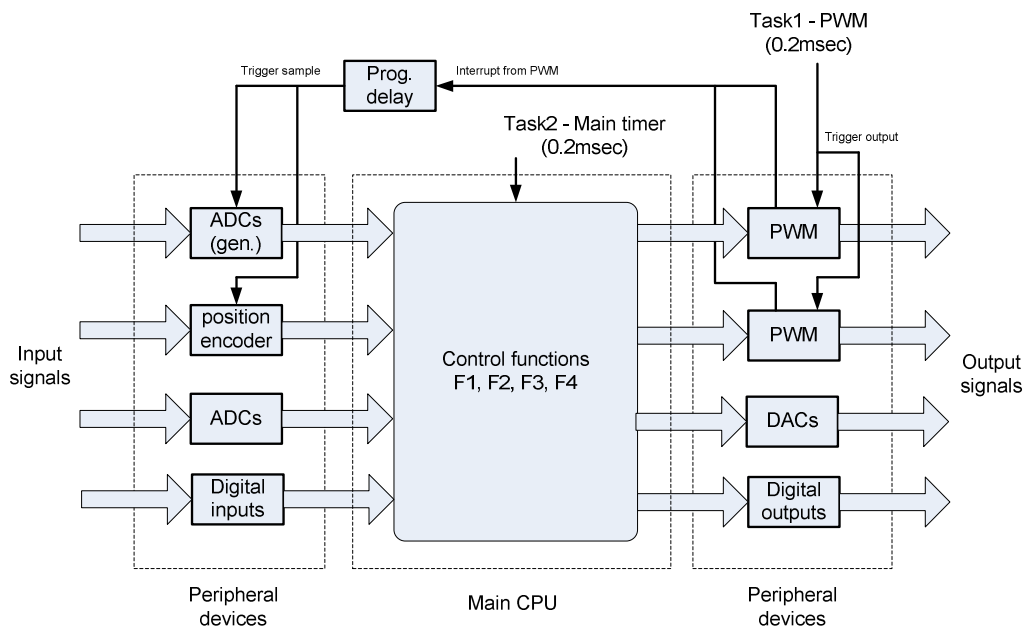 Task1 - PWM
(0.2msec)
Trigger sample
Prog.
delay
Interrupt from PWM
Task2 - Main timer
(0.2msec)
Trigger output
ADCs
(gen.)
PWM
position
encoder
PWM
Input
signals
Control functions
F1, F2, F3, F4
Output
signals
ADCs
DACs
Digital
inputs
Digital
outputs
Peripheral
devices
Main CPU
Peripheral
devices